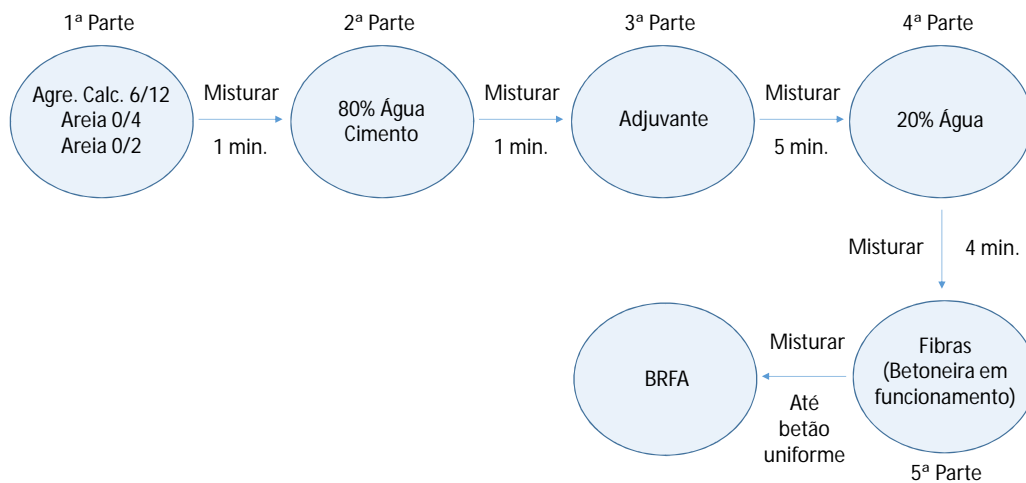 1ª Parte
2ª Parte
3ª Parte
4ª Parte
Agre. Calc. 6/12
Areia 0/4
Areia 0/2
Misturar
1 min.
80% Água
Cimento
Misturar
1 min.
Adjuvante
Misturar
5 min.
20% Água
Misturar
4 min.
Fibras
(Betoneira em
funcionamento)
5ª Parte
Misturar
Até
betão
uniforme
BRFA